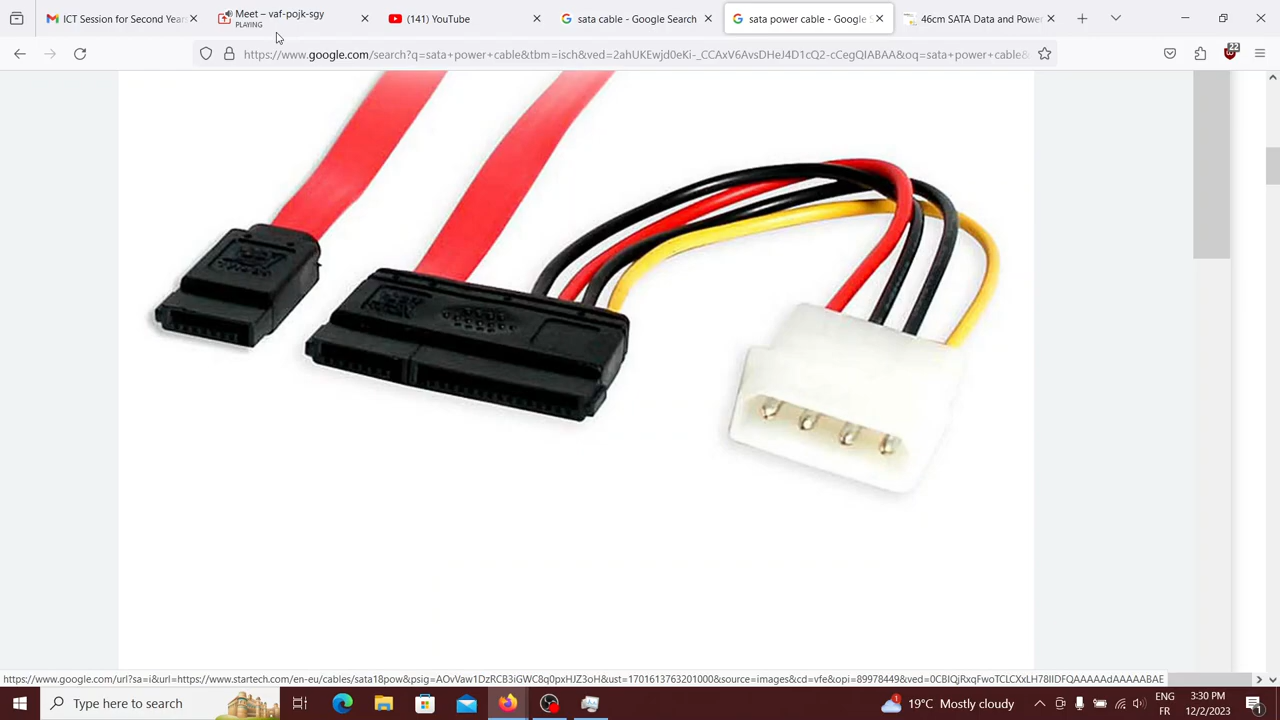 ICT Session for Second Year
Meet – vaf-pojk-sgy
PLAYING
(141) YouTube
sata cable - Google Search
sata power cable - Google S
46cm SATA Data and Power
https://www.google.com/search?q=sata+power+cable&tbm=isch&ved=2ahUKEwjd0eKi-_CCAxV6AvsDHeJ4D1cQ2-cCegQIABAA&oq=sata+power+cable&
22
https://www.google.com/url?sa=i&url=https://www.startech.com/en-eu/cables/sata18pow&psig=AOvVaw1DzRCB3iGWC8q0pxHJZ3oH&ust=1701613763201000&source=images&cd=vfe&opi=89978449&ved=0CBIQjRxqFwoTCLCXxLH78IIDFQAAAAAdAAAAABAE
Type here to search
1
19°C Mostly cloudy
ENG
FR
3:30 PM
12/2/2023
1